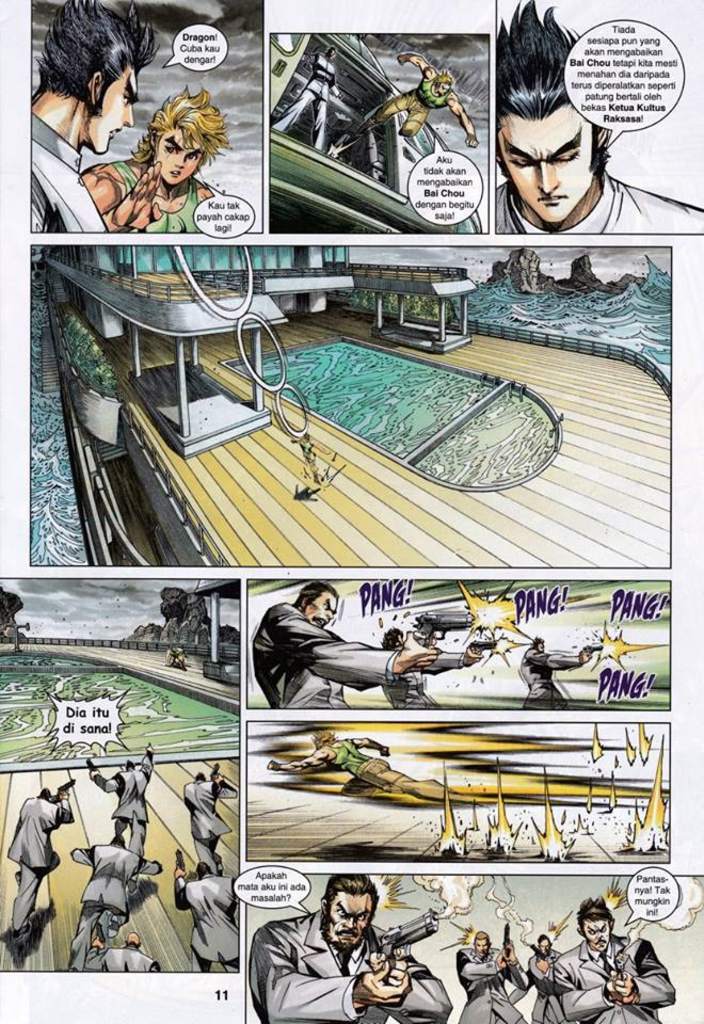 Dragon!
Cuba kau
dengar!
Kau tak
payah cakap
lagi!
Aku
tidak akan
mengabaikan
Bai Chou
dengan begitu
saja!
Tiada
sesiapa pun yang
akan mengabaikan
Bai Chou tetapi kita mesti
menahan dia daripada
terus diperalatkan seperti
patung bertali oleh
bekas Ketua Kultus
Raksasa!
Dia itu
di sana!
PANG!
PANG!
PANG!
PANG!
Apakah
mata aku ini ada
masalah?
Pantas-
nya! Tak
mungkin
ini!
11